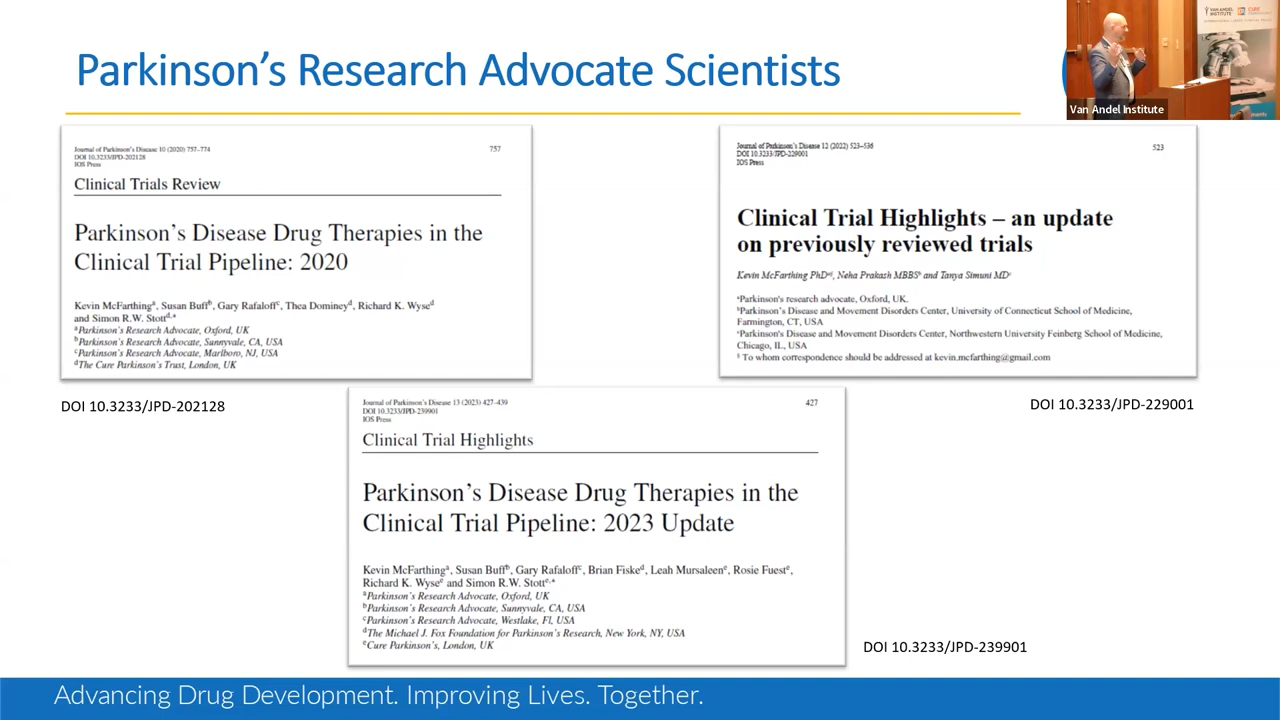 Parkinson's Research Advocate Scientists
VAN ANDEL INSTITUTE
CURE
Van Andel Institute
Journal of Parkinson's Disease 10 (2020) 757–774
757
DOI 10.3233/JPD-202128
IOS Press
Clinical Trials Review
Parkinson's Disease Drug Therapies in the
Clinical Trial Pipeline: 2020
Kevin McFarthingᵃ, Susan Buffᵇ, Gary Rafaloffᶜ, Thea Domineyᵈ, Richard K. Wyseᵈ
and Simon R.W. Stottᵈ,*
ᵃParkinson's Research Advocate, Oxford, UK
ᵇParkinson's Research Advocate, Sunnyvale, CA, USA
ᶜParkinson's Research Advocate, Marlboro, NJ, USA
ᵈThe Cure Parkinson's Trust, London, UK
DOI 10.3233/JPD-202128
Journal of Parkinson's Disease 12 (2022) 523–536
523
DOI 10.3233/JPD-229001
IOS Press
Clinical Trial Highlights – an update
on previously reviewed trials
Kevin McFarthing PhD, Neha Prakash MBBSᵇ and Tanya Simuni MDᶜ
ᵃParkinson's research advocate, Oxford, UK.
ᵇParkinson's Disease and Movement Disorders Center, University of Connecticut School of Medicine,
Farmington, CT, USA
ᶜParkinson's Disease and Movement Disorders Center, Northwestern University Feinberg School of Medicine,
Chicago, IL, USA
To whom correspondence should be addressed at kevin.mcfarthing@gmail.com
DOI 10.3233/JPD-229001
Journal of Parkinson's Disease 13 (2023) 427–439
427
DOI 10.3233/JPD-239901
IOS Press
Clinical Trial Highlights
Parkinson's Disease Drug Therapies in the
Clinical Trial Pipeline: 2023 Update
Kevin McFarthingᵃ, Susan Buffᵇ, Gary Rafaloffᶜ, Brian Fiskeᵈ, Leah Mursaleenᵉ, Rosie Fuestᵉ,
Richard K. Wyseᵉ and Simon R.W. Stottᵉ,*
ᵃParkinson's Research Advocate, Oxford, UK
ᵇParkinson's Research Advocate, Sunnyvale, CA, USA
ᶜParkinson's Research Advocate, Westlake, Fl, USA
ᵈThe Michael J. Fox Foundation for Parkinson's Research, New York, NY, USA
ᵉCure Parkinson's, London, UK
DOI 10.3233/JPD-239901
Advancing Drug Development. Improving Lives. Together.